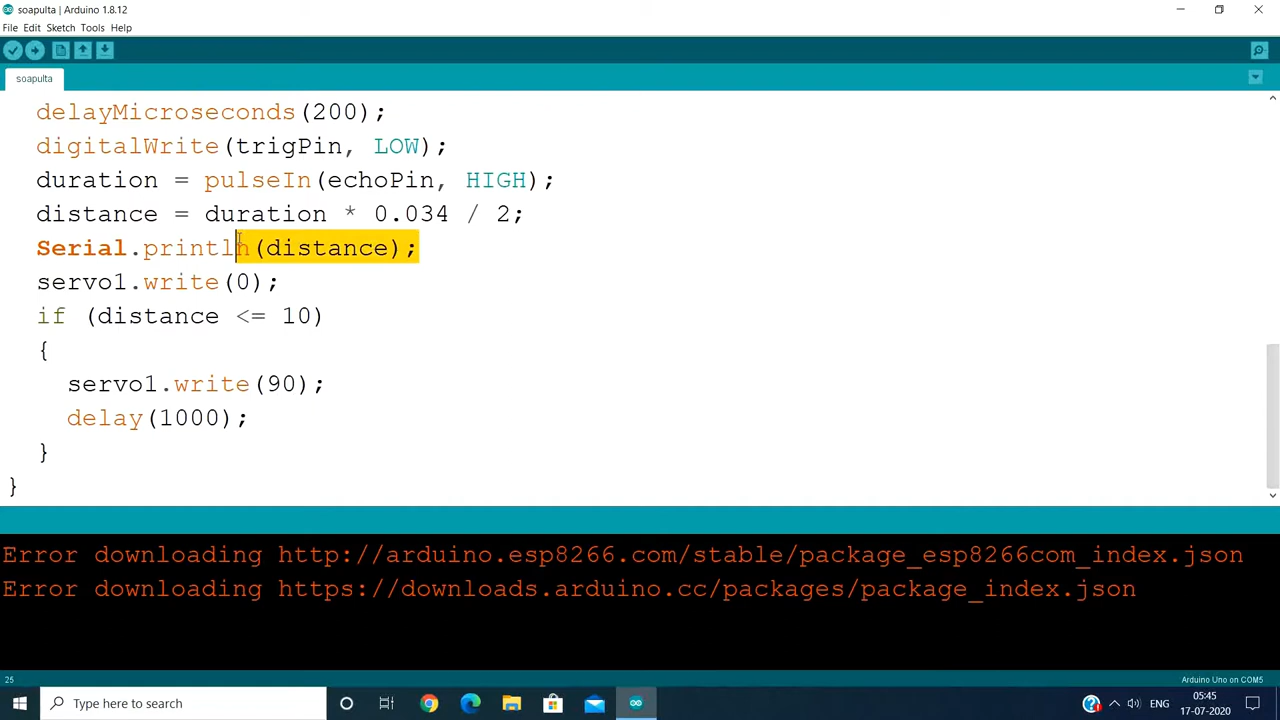 soapulta | Arduino 1.8.12
File Edit Sketch Tools Help
soapulta
delayMicroseconds(200);
digitalWrite(trigPin, LOW);
duration = pulseIn(echoPin, HIGH);
distance = duration * 0.034 / 2;
Serial.println(distance);
servo1.write(0);
if (distance <= 10)
{
servo1.write(90);
delay(1000);
}
}
Error downloading http://arduino.esp8266.com/stable/package_esp8266com_index.json
Error downloading https://downloads.arduino.cc/packages/package_index.json
25
Arduino Uno on COM5
Type here to search
ENG
05:45
17-07-2020